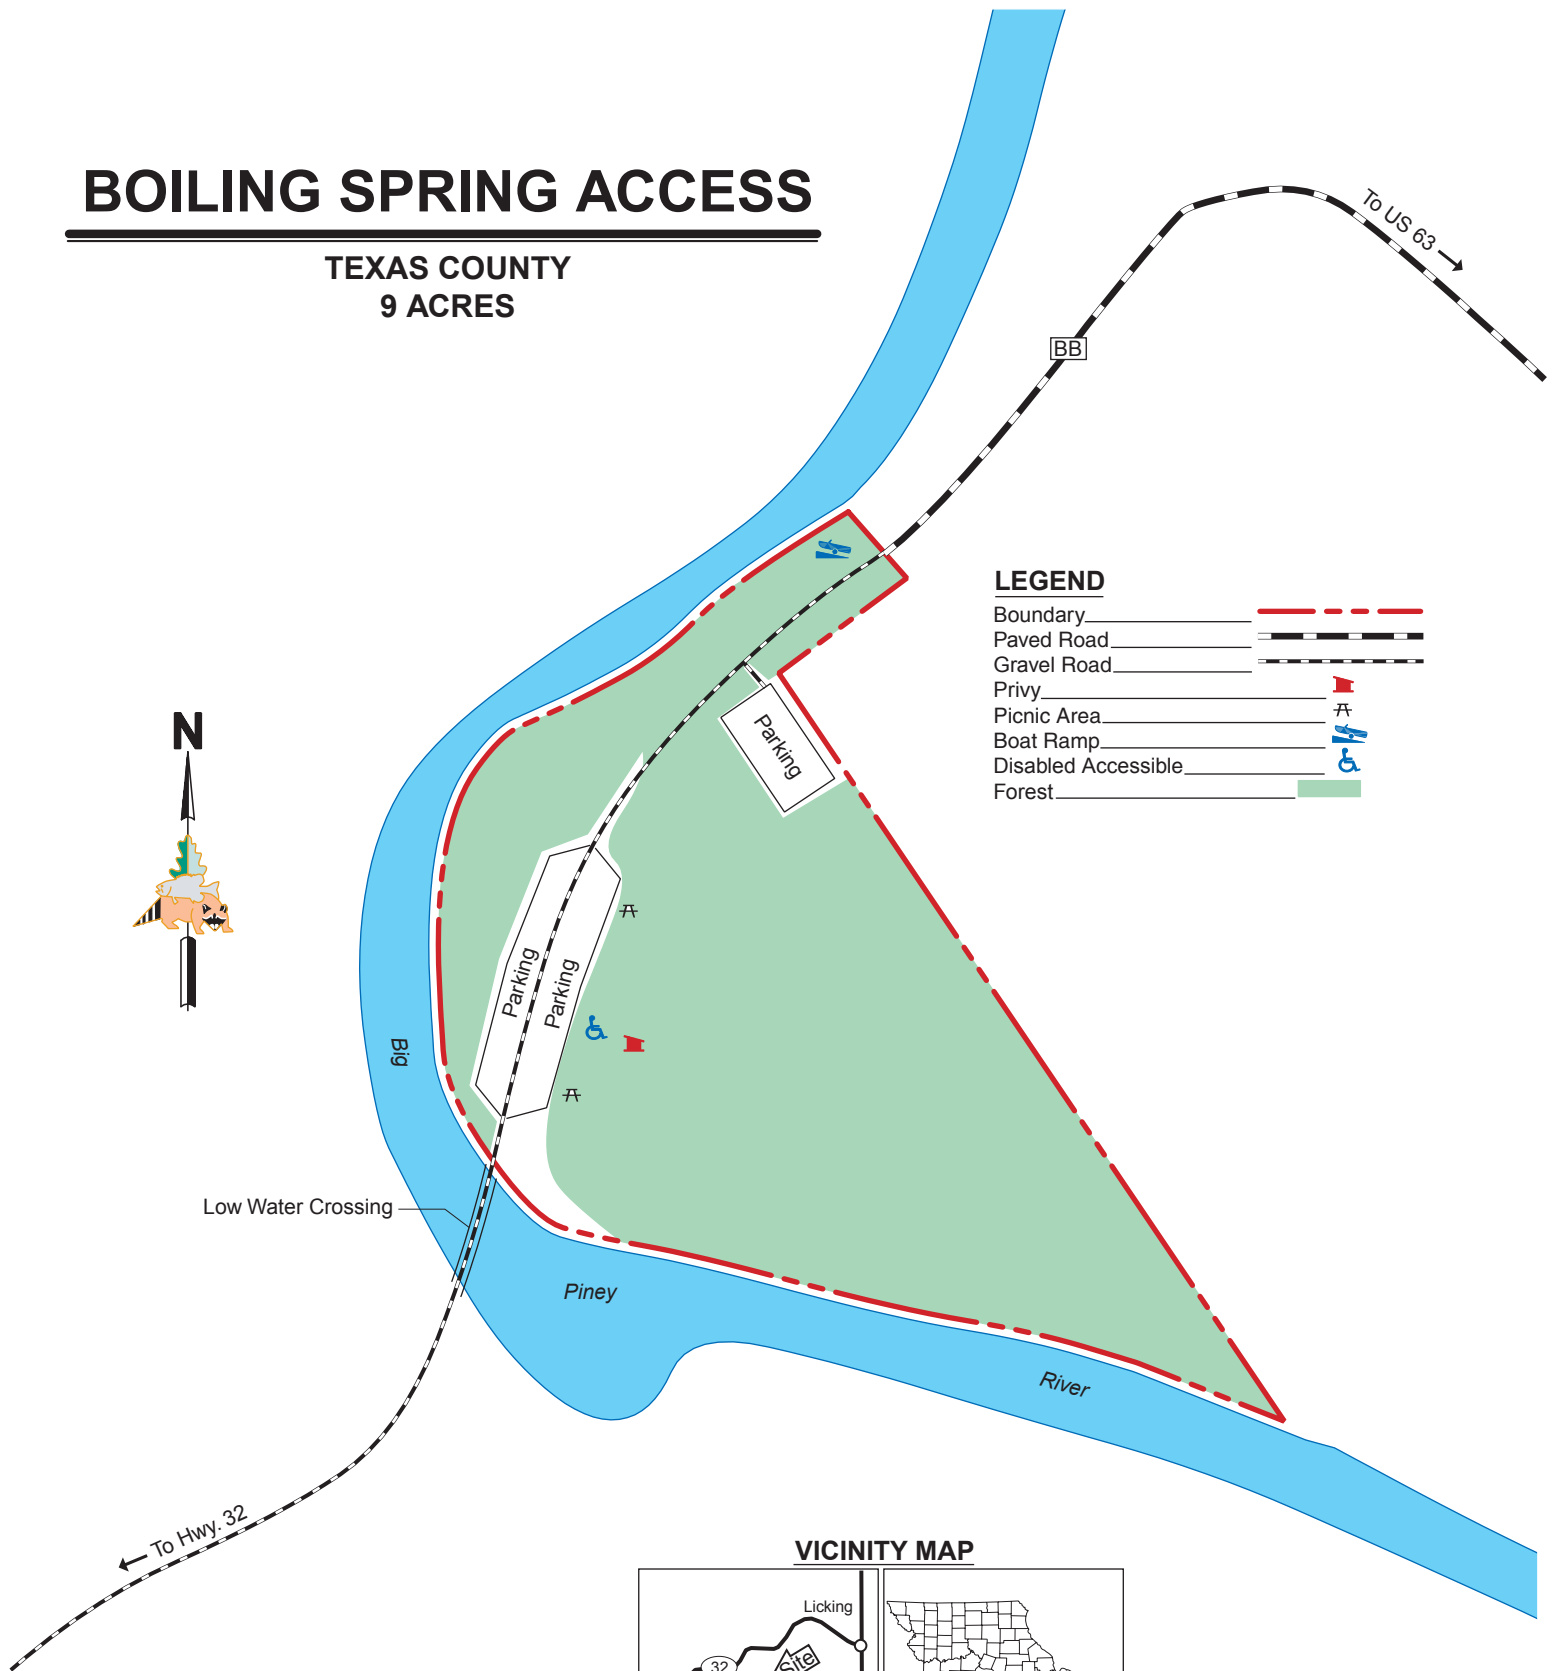 BOILING SPRING ACCESS
TEXAS COUNTY
9 ACRES
To US 63
BB
LEGEND
Boundary
Paved Road
Gravel Road
Privy
Picnic Area
Boat Ramp
Disabled Accessible
Forest
N
Parking
Parking
Parking
Big
Low Water Crossing
Piney
River
To Hwy. 32
VICINITY MAP
Licking
32
Site